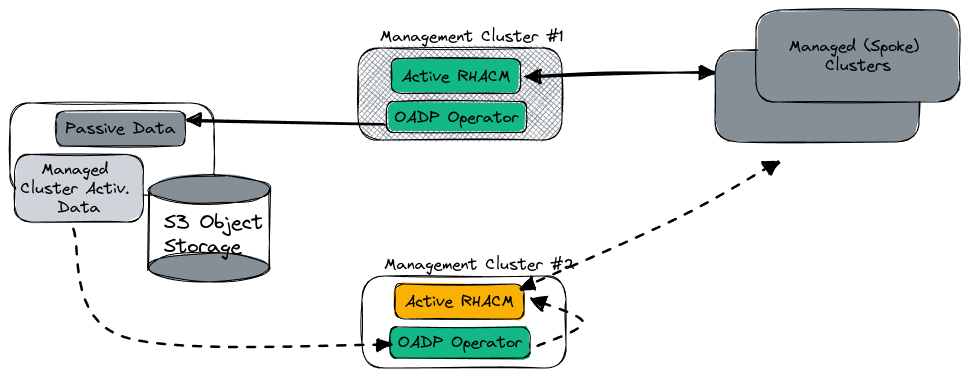 Management Cluster #1
Active RHACM
OADP Operator
Managed (Spoke)
Clusters
Passive Data
Managed
Cluster Activ.
Data
S3 Object
Storage
Management Cluster #2
Active RHACM
OADP Operator